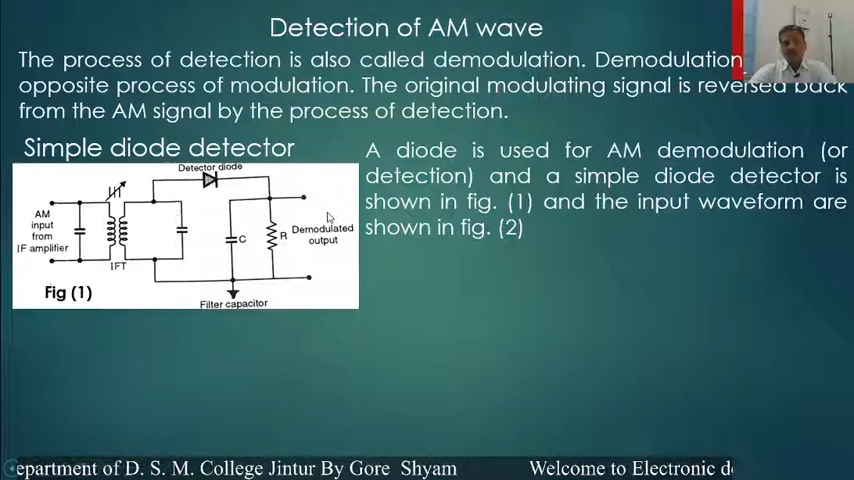 Detection of AM wave
The process of detection is also called demodulation. Demodulation
opposite process of modulation. The original modulating signal is reversed back
from the AM signal by the process of detection.
Simple diode detector
A diode is used for AM demodulation (or
detection) and a simple diode detector is
shown in fig. (1) and the input waveform are
shown in fig. (2)
Detector diode
AM
input
from
IF amplifier
IFT
C
R
Demodulated
output
Fig (1)
Filter capacitor
epartment of D. S. M. College Jintur By Gore Shyam Welcome to Electronic de